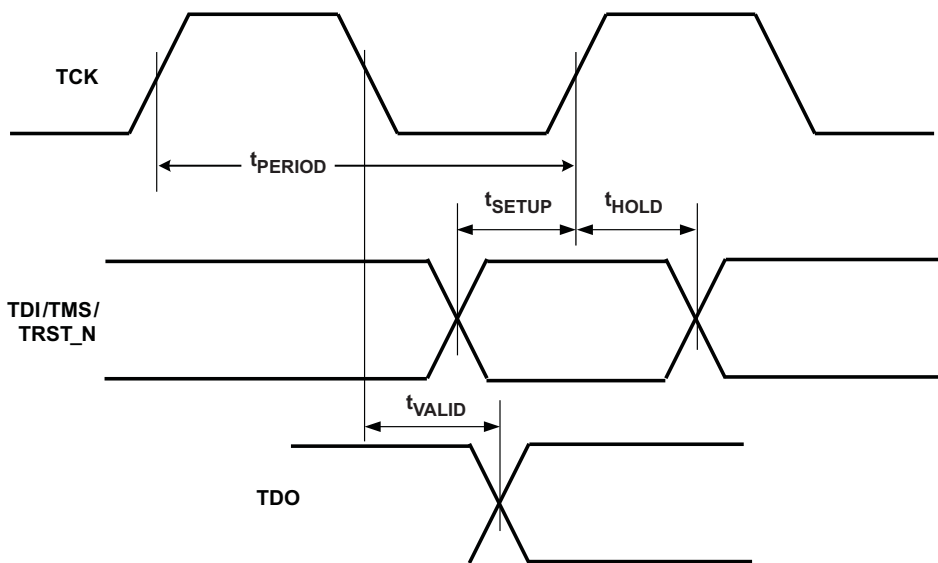 TCK
tPERIOD
tSETUP
tHOLD
TDI/TMS/
TRST_N
tVALID
TDO